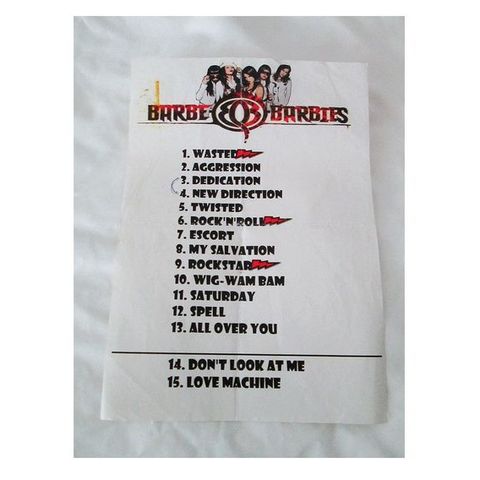 BARBE BARBIES
1. WASTED
2. AGGRESSION
3. DEDICATION
4. NEW DIRECTION
5. TWISTED
6. ROCK'N'ROLL
7. ESCORT
8. MY SALVATION
9. ROCKSTAR
10. WIG-WAM BAM
11. SATURDAY
12. SPELL
13. ALL OVER YOU
14. DON'T LOOK AT ME
15. LOVE MACHINE